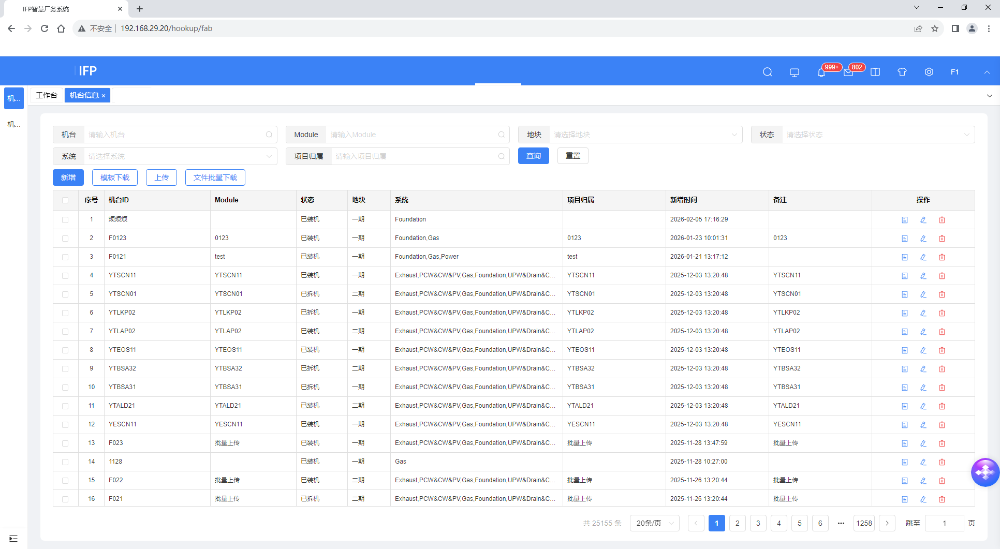 IFP智慧厂务系统
不安全 192.168.29.20/hookup/fab
IFP 999+ 802 F1
机... 工作台 机台信息
机...
机台 请输入机台 Module 请输入Module 地块 请选择地块 状态 请选择状态
系统 请选择系统 项目归属 请输入项目归属 查询 重置
新增 模板下载 上传 文件批量下载
序号 机台ID Module 状态 地块 系统 项目归属 新增时间 备注 操作
1 烦烦烦 已装机 一期 Foundation 2026-02-05 17:16:29
2 F0123 0123 已装机 一期 Foundation,Gas 0123 2026-01-23 10:01:31 0123
3 F0121 test 已装机 一期 Foundation,Gas,Power test 2026-01-21 13:17:12
4 YTSCN11 YTSCN11 已装机 一期 Exhaust,PCW&CW&PV,Gas,Foundation,UPW&Drain&C... YTSCN11 2025-12-03 13:20:48 YTSCN11
5 YTSCN01 YTSCN01 已拆机 二期 Exhaust,PCW&CW&PV,Gas,Foundation,UPW&Drain&C... YTSCN01 2025-12-03 13:20:48 YTSCN01
6 YTLKP02 YTLKP02 已拆机 一期 Exhaust,PCW&CW&PV,Gas,Foundation,UPW&Drain&C... YTLKP02 2025-12-03 13:20:48 YTLKP02
7 YTLAP02 YTLAP02 已装机 二期 Exhaust,PCW&CW&PV,Gas,Foundation,UPW&Drain&C... YTLAP02 2025-12-03 13:20:48 YTLAP02
8 YTEOS11 YTEOS11 已装机 一期 Exhaust,PCW&CW&PV,Gas,Foundation,UPW&Drain&C... YTEOS11 2025-12-03 13:20:48 YTEOS11
9 YTBSA32 YTBSA32 已拆机 二期 Exhaust,PCW&CW&PV,Gas,Foundation,UPW&Drain&C... YTBSA32 2025-12-03 13:20:48 YTBSA32
10 YTBSA31 YTBSA31 已拆机 一期 Exhaust,PCW&CW&PV,Gas,Foundation,UPW&Drain&C... YTBSA31 2025-12-03 13:20:48 YTBSA31
11 YTALD21 YTALD21 已装机 二期 Exhaust,PCW&CW&PV,Gas,Foundation,UPW&Drain&C... YTALD21 2025-12-03 13:20:48 YTALD21
12 YESCN11 YESCN11 已装机 一期 Exhaust,PCW&CW&PV,Gas,Foundation,UPW&Drain&C... YESCN11 2025-12-03 13:20:48 YESCN11
13 F023 批量上传 已装机 一期 Exhaust,PCW&CW&PV,Gas,Foundation,UPW&Drain&C... 批量上传 2025-11-28 13:47:59 批量上传
14 1128 已装机 一期 Gas 2025-11-28 10:27:00
15 F022 批量上传 已装机 二期 Exhaust,PCW&CW&PV,Gas,Foundation,UPW&Drain&C... 批量上传 2025-11-26 13:20:44 批量上传
16 F021 批量上传 已拆机 二期 Exhaust,PCW&CW&PV,Gas,Foundation,UPW&Drain&C... 批量上传 2025-11-26 13:20:44 批量上传
共 25155 条 20条/页 1 2 3 4 5 6 ••• 1258 跳至 1 页